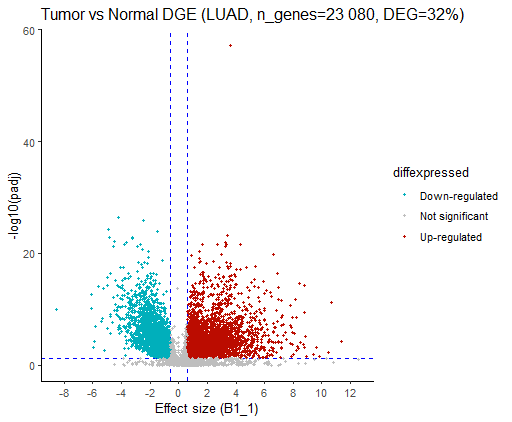 Tumor vs Normal DGE (LUAD, n_genes=23 080, DEG=32%)
60
40
20
0
-log10(padj)
-8 -6 -4 -2 0 2 4 6 8 10 12
Effect size (B1_1)
diffexpressed
Down-regulated
Not significant
Up-regulated